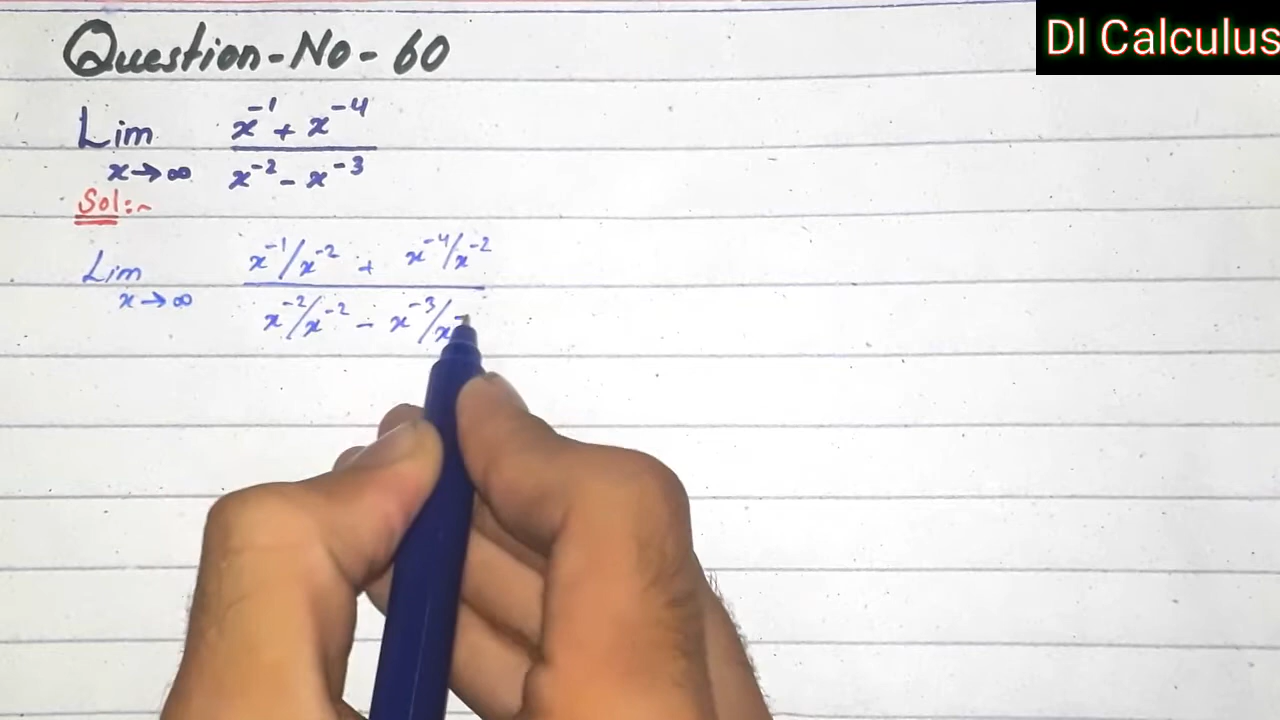 Dl Calculus
Question-No-60
Lim x→∞ x⁻¹ + x⁻⁴ / x⁻² - x⁻³
Sol:~
Lim x→∞ x⁻¹/x⁻² + x⁻⁴/x⁻² / x⁻²/x⁻² - x⁻³/x⁻